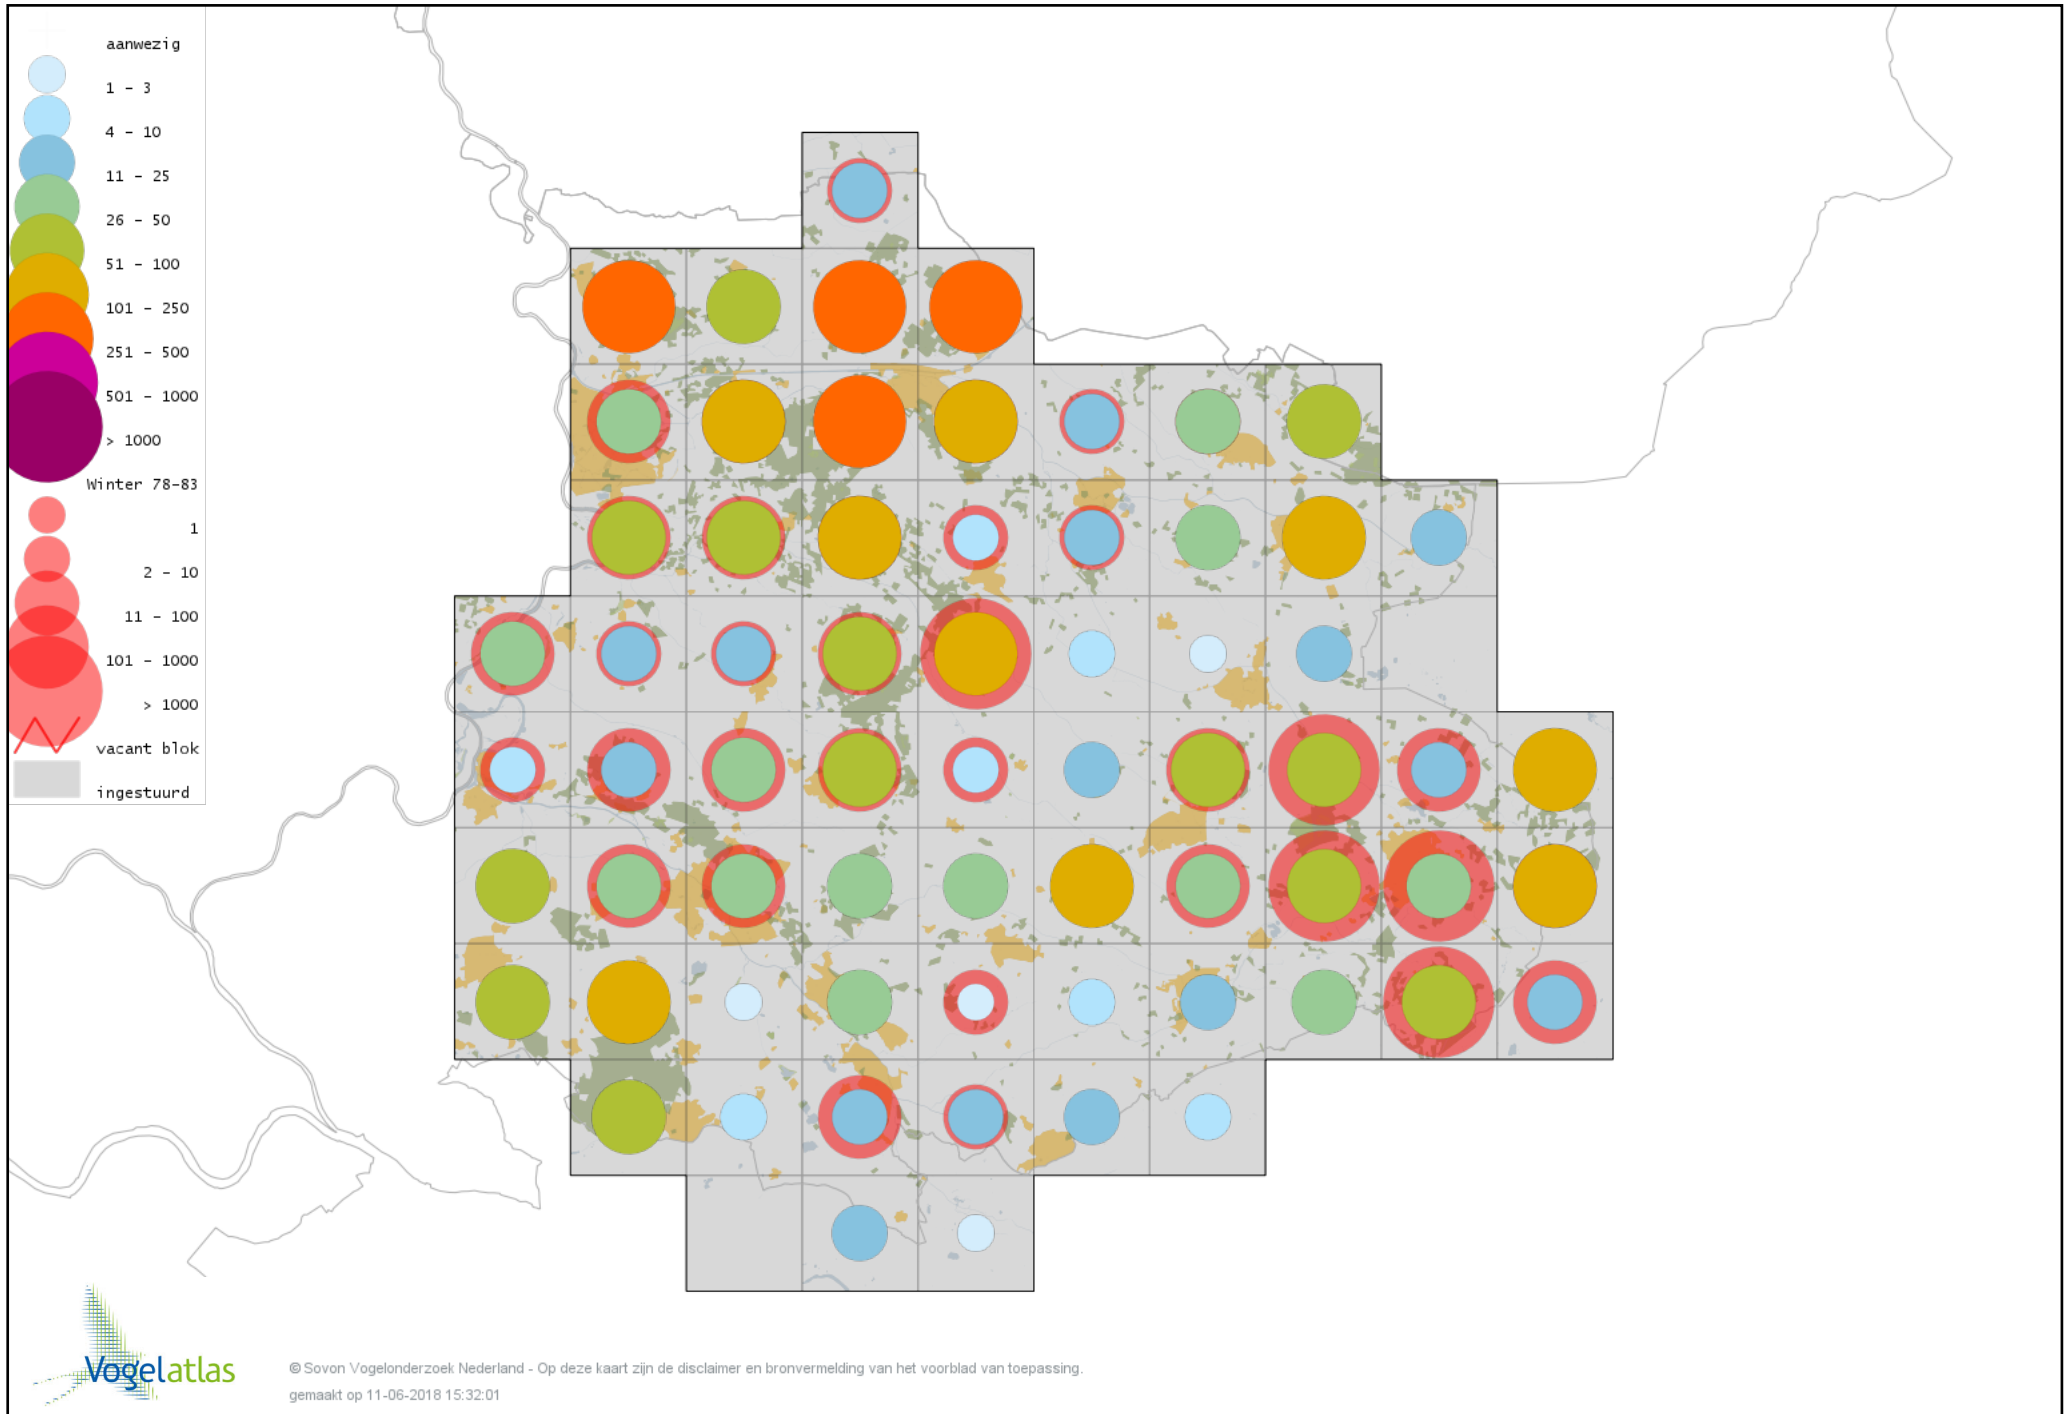 aanwezig
1 - 3
4 - 10
11 - 25
26 - 50
51 - 100
101 - 250
251 - 500
501 - 1000
> 1000
Winter 78-83
1
2 - 10
11 - 100
101 - 1000
> 1000
vacant blok
ingestuurd
Vogelatlas
© Sovon Vogelonderzoek Nederland - Op deze kaart zijn de disclaimer en bronvermelding van het voorblad van toepassing.
gemaakt op 11-06-2018 15:32:01